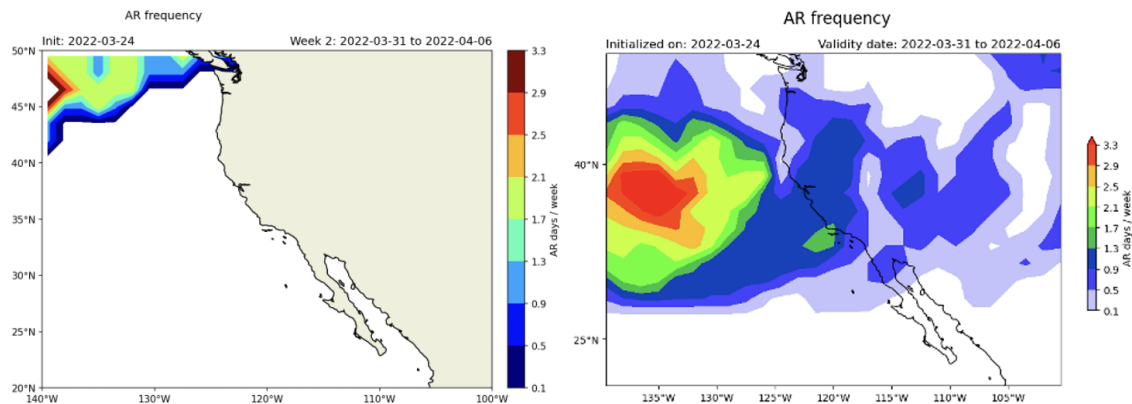 AR frequency
Init: 2022-03-24 Week 2: 2022-03-31 to 2022-04-06
50°N
45°N
40°N
35°N
30°N
25°N
20°N
140°W 130°W 120°W 110°W 100°W
3.3
2.9
2.5
2.1
1.7
1.3
0.9
0.5
0.1
AR days / week
AR frequency
Initialized on: 2022-03-24 Validity date: 2022-03-31 to 2022-04-06
40°N
25°N
135°W 130°W 125°W 120°W 115°W 110°W 105°W
3.3
2.9
2.5
2.1
1.7
1.3
0.9
0.5
0.1
AR days / week